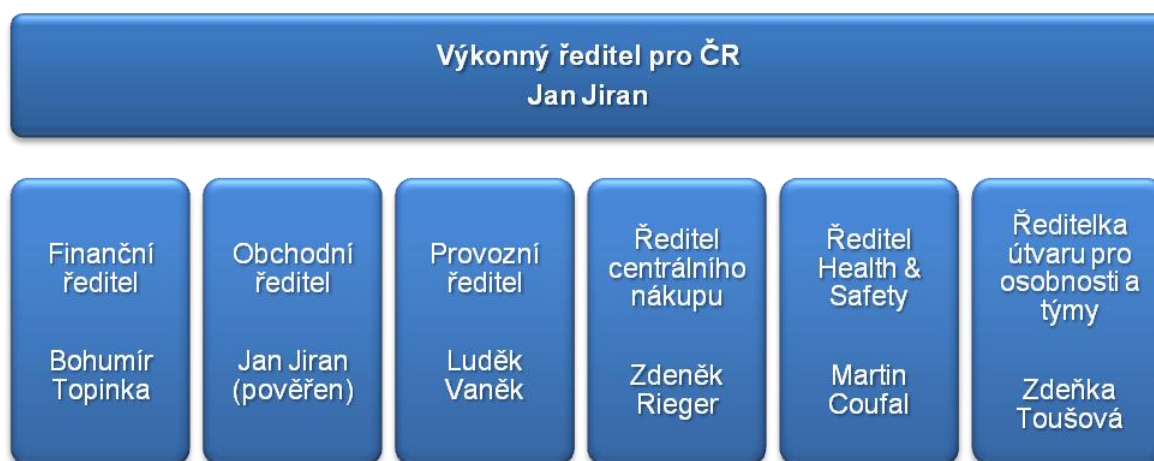 Výkonný ředitel pro ČR
Jan Jiran
Finanční
ředitel
Bohumír
Topinka
Obchodní
ředitel
Jan Jiran
(pověřen)
Provozní
ředitel
Luděk
Vaněk
Ředitel
centrálního
nákupu
Zdeněk
Rieger
Ředitel
Health &
Safety
Martin
Coufal
Ředitelka
útvaru pro
osobnosti a
týmy
Zdeňka
Toušová